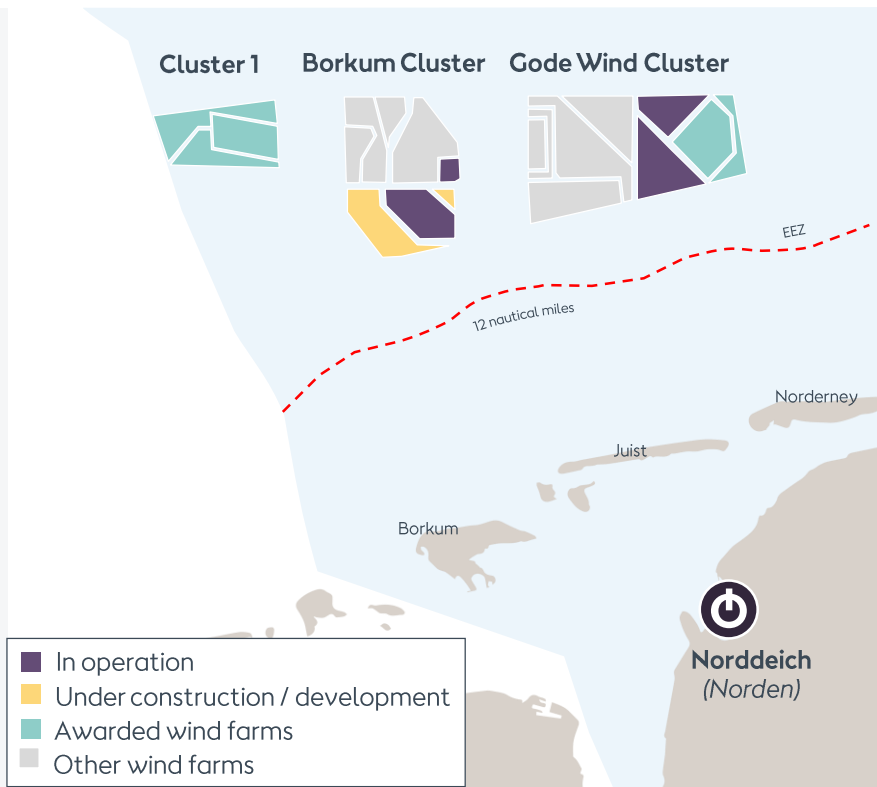 Cluster 1
Borkum Cluster
Gode Wind Cluster
EEZ
12 nautical miles
Norderney
Juist
Borkum
Norddeich
(Norden)
In operation
Under construction / development
Awarded wind farms
Other wind farms